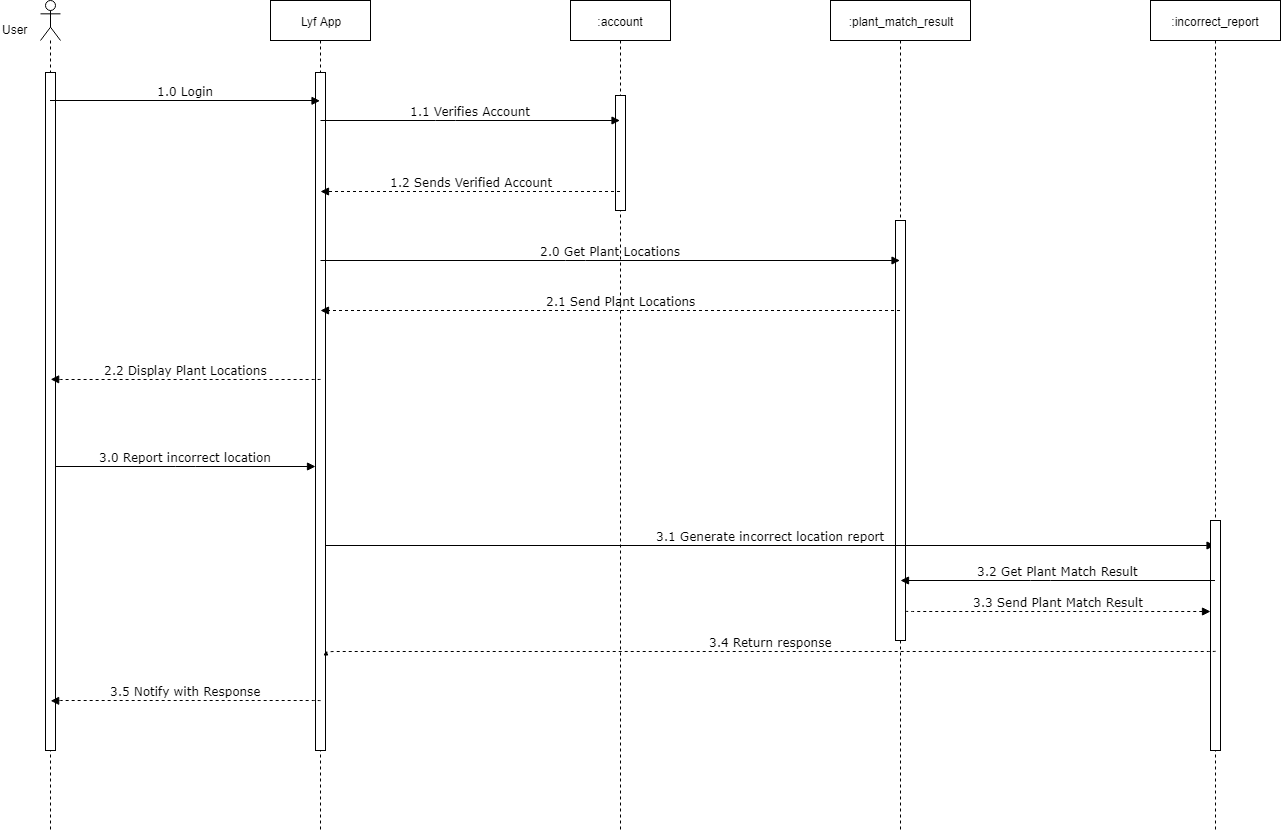 User
Lyf App
:account
:plant_match_result
:incorrect_report
1.0 Login
1.1 Verifies Account
1.2 Sends Verified Account
2.0 Get Plant Locations
2.1 Send Plant Locations
2.2 Display Plant Locations
3.0 Report incorrect location
3.1 Generate incorrect location report
3.2 Get Plant Match Result
3.3 Send Plant Match Result
3.4 Return response
3.5 Notify with Response